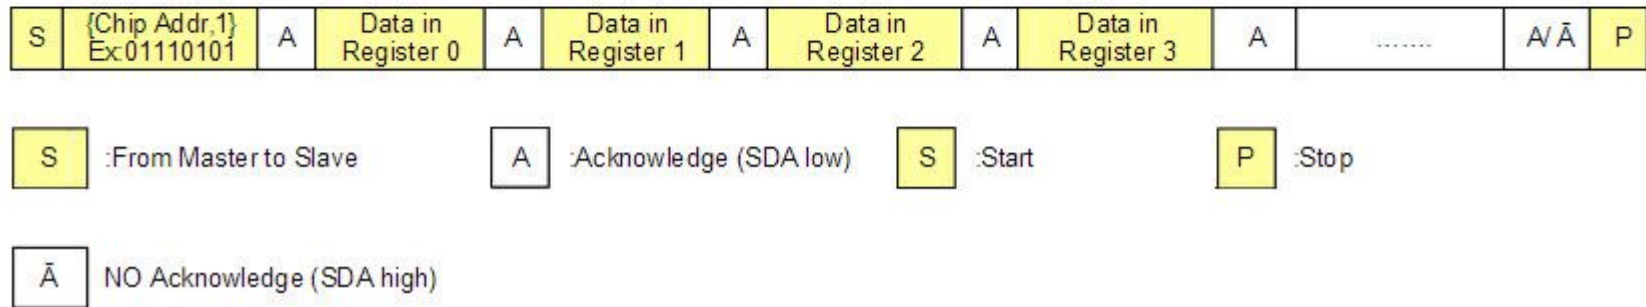 S {Chip Addr,1} Ex:01110101 A Data in Register 0 A Data in Register 1 A Data in Register 2 A Data in Register 3 A ....... A/ Ā P
S :From Master to Slave A :Acknowledge (SDA low) S :Start P :Stop
Ā NO Acknowledge (SDA high)